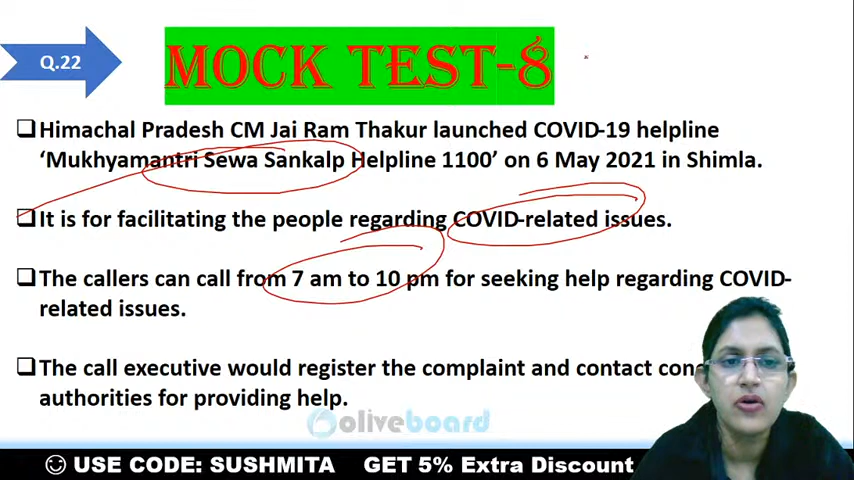 Q.22
MOCK TEST-8
Himachal Pradesh CM Jai Ram Thakur launched COVID-19 helpline
‘Mukhyamantri Sewa Sankalp Helpline 1100’ on 6 May 2021 in Shimla.
It is for facilitating the people regarding COVID-related issues.
The callers can call from 7 am to 10 pm for seeking help regarding COVID-
related issues.
The call executive would register the complaint and contact
authorities for providing help.
oliveboard
USE CODE: SUSHMITA GET 5% Extra Discount